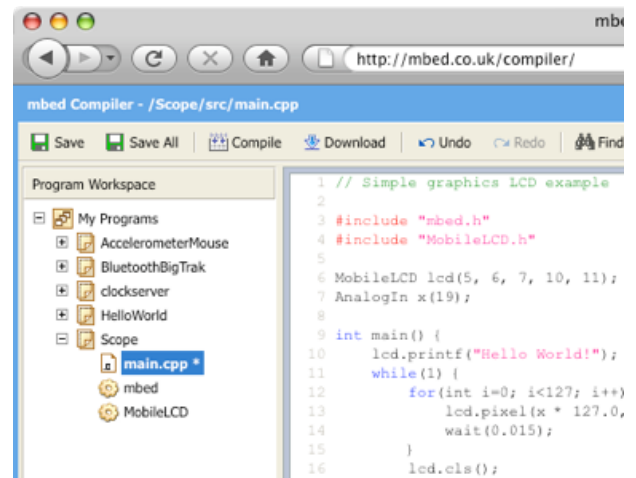 mbe
http://mbed.co.uk/compiler/
mbed Compiler - /Scope/src/main.cpp
Save Save All Compile Download Undo Redo Find
Program Workspace
My Programs
AccelerometerMouse
BluetoothBigTrak
clockserver
HelloWorld
Scope
main.cpp *
mbed
MobileLCD
1 // Simple graphics LCD example
2
3 #include "mbed.h"
4 #include "MobileLCD.h"
5
6 MobileLCD lcd(5, 6, 7, 10, 11);
7 AnalogIn x(19);
8
9 int main() {
10 lcd.printf("Hello World!");
11 while(1) {
12 for(int i=0; i<127; i++)
13 lcd.pixel(x * 127.0,
14 wait(0.015);
15 }
16 lcd.cls();